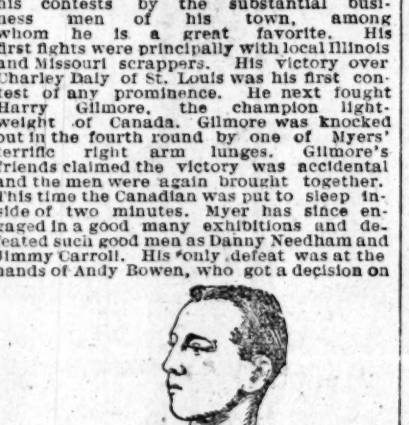 his contests by the substantial busi-
ness men of his town, among
whom he is a great favorite. His
first fights were principally with local Illinois
and Missouri scrappers. His victory over
Charley Daly of St. Louis was his first con-
test of any prominence. He next fought
Harry Gilmore, the champion light-
weight of Canada. Gilmore was knocked
out in the fourth round by one of Myers'
terrific right arm lunges. Gilmore's
friends claimed the victory was accidental
and the men were again brought together.
This time the Canadian was put to sleep in-
side of two minutes. Myer has since en-
gaged in a good many exhibitions and de-
feated such good men as Danny Needham and
Jimmy Carroll. His only defeat was at the
hands of Andy Bowen, who got a decision on